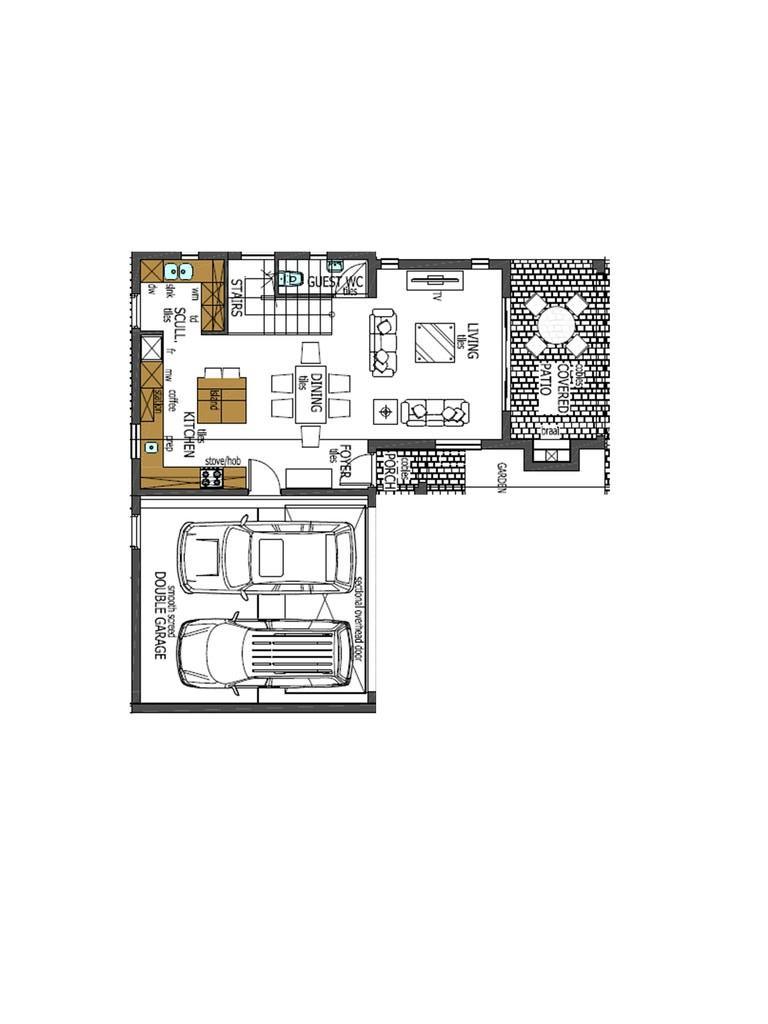 dw
sink
wm
td
SCULL.
tiles
STAIRS
GUEST WC
tiles
TV
LIVING
tiles
COVERED
PATIO
braai
fr
mw
coffee
station
prep
island
KITCHEN
tiles
stove/hob
DINING
tiles
FOYER
tiles
PORCH
GARDEN
sectional overhead door
smooth screed
DOUBLE GARAGE